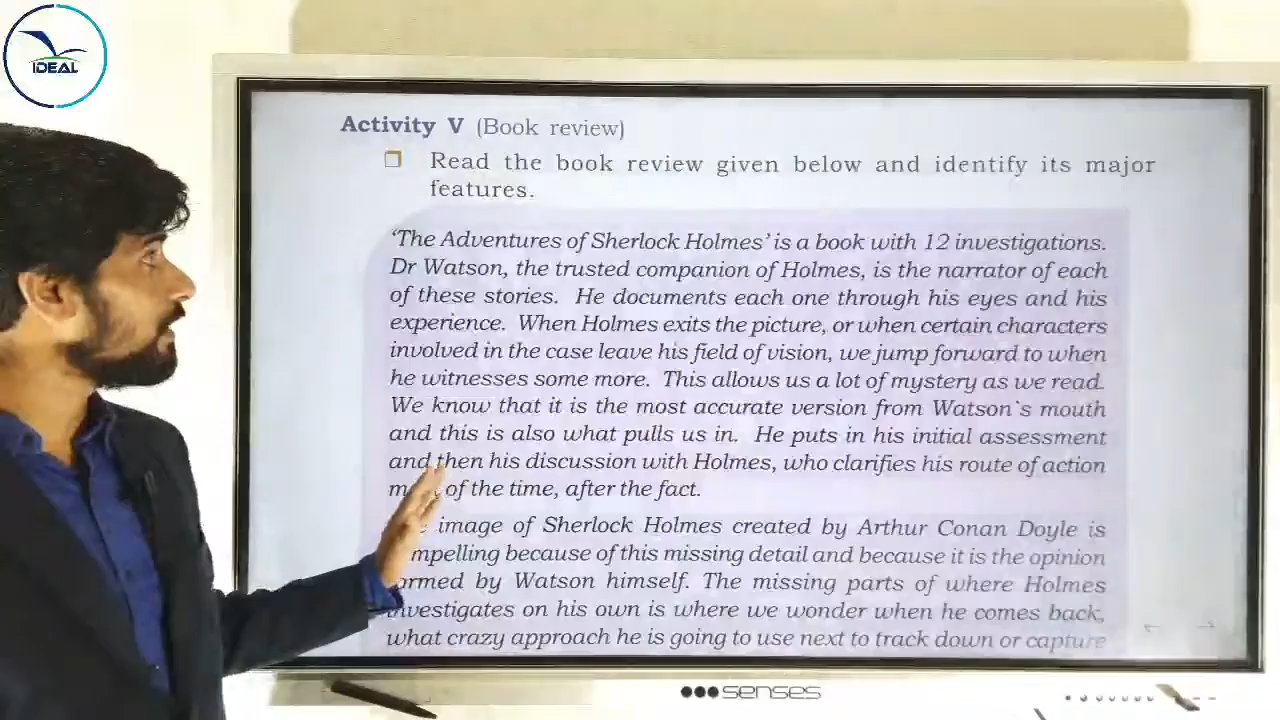 IDEAL
Activity V (Book review)
❒ Read the book review given below and identify its major
features.
‘The Adventures of Sherlock Holmes’ is a book with 12 investigations.
Dr Watson, the trusted companion of Holmes, is the narrator of each
of these stories. He documents each one through his eyes and his
experience. When Holmes exits the picture, or when certain characters
involved in the case leave his field of vision, we jump forward to when
he witnesses some more. This allows us a lot of mystery as we read.
We know that it is the most accurate version from Watson`s mouth
and this is also what pulls us in. He puts in his initial assessment
and then his discussion with Holmes, who clarifies his route of action
of the time, after the fact.
image of Sherlock Holmes created by Arthur Conan Doyle is
mpelling because of this missing detail and because it is the opinion
ormed by Watson himself. The missing parts of where Holmes
investigates on his own is where we wonder when he comes back,
what crazy approach he is going to use next to track down or capture
senses